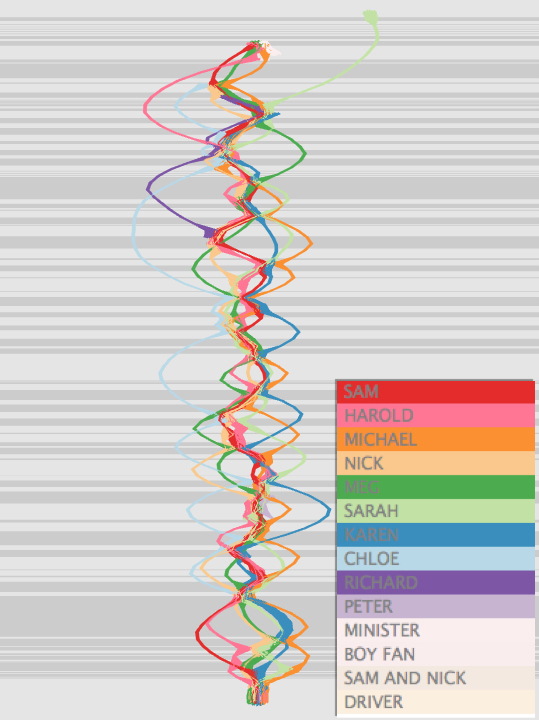 SAM
HAROLD
MICHAEL
NICK
MEG
SARAH
KAREN
CHLOE
RICHARD
PETER
MINISTER
BOY FAN
SAM AND NICK
DRIVER